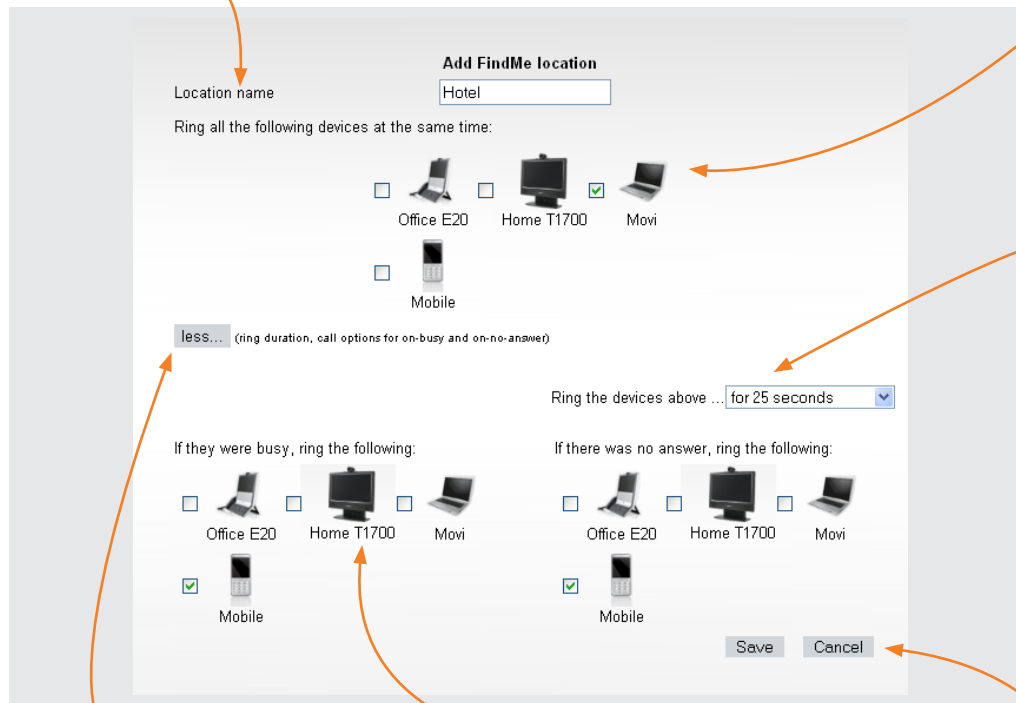 Add FindMe location
Location name Hotel
Ring all the following devices at the same time:
Office E20 Home T1700 Movi
Mobile
less... (ring duration, call options for on-busy and on-no-answer)
Ring the devices above ... for 25 seconds
If they were busy, ring the following:
Office E20 Home T1700 Movi
Mobile
If there was no answer, ring the following:
Office E20 Home T1700 Movi
Mobile
Save Cancel